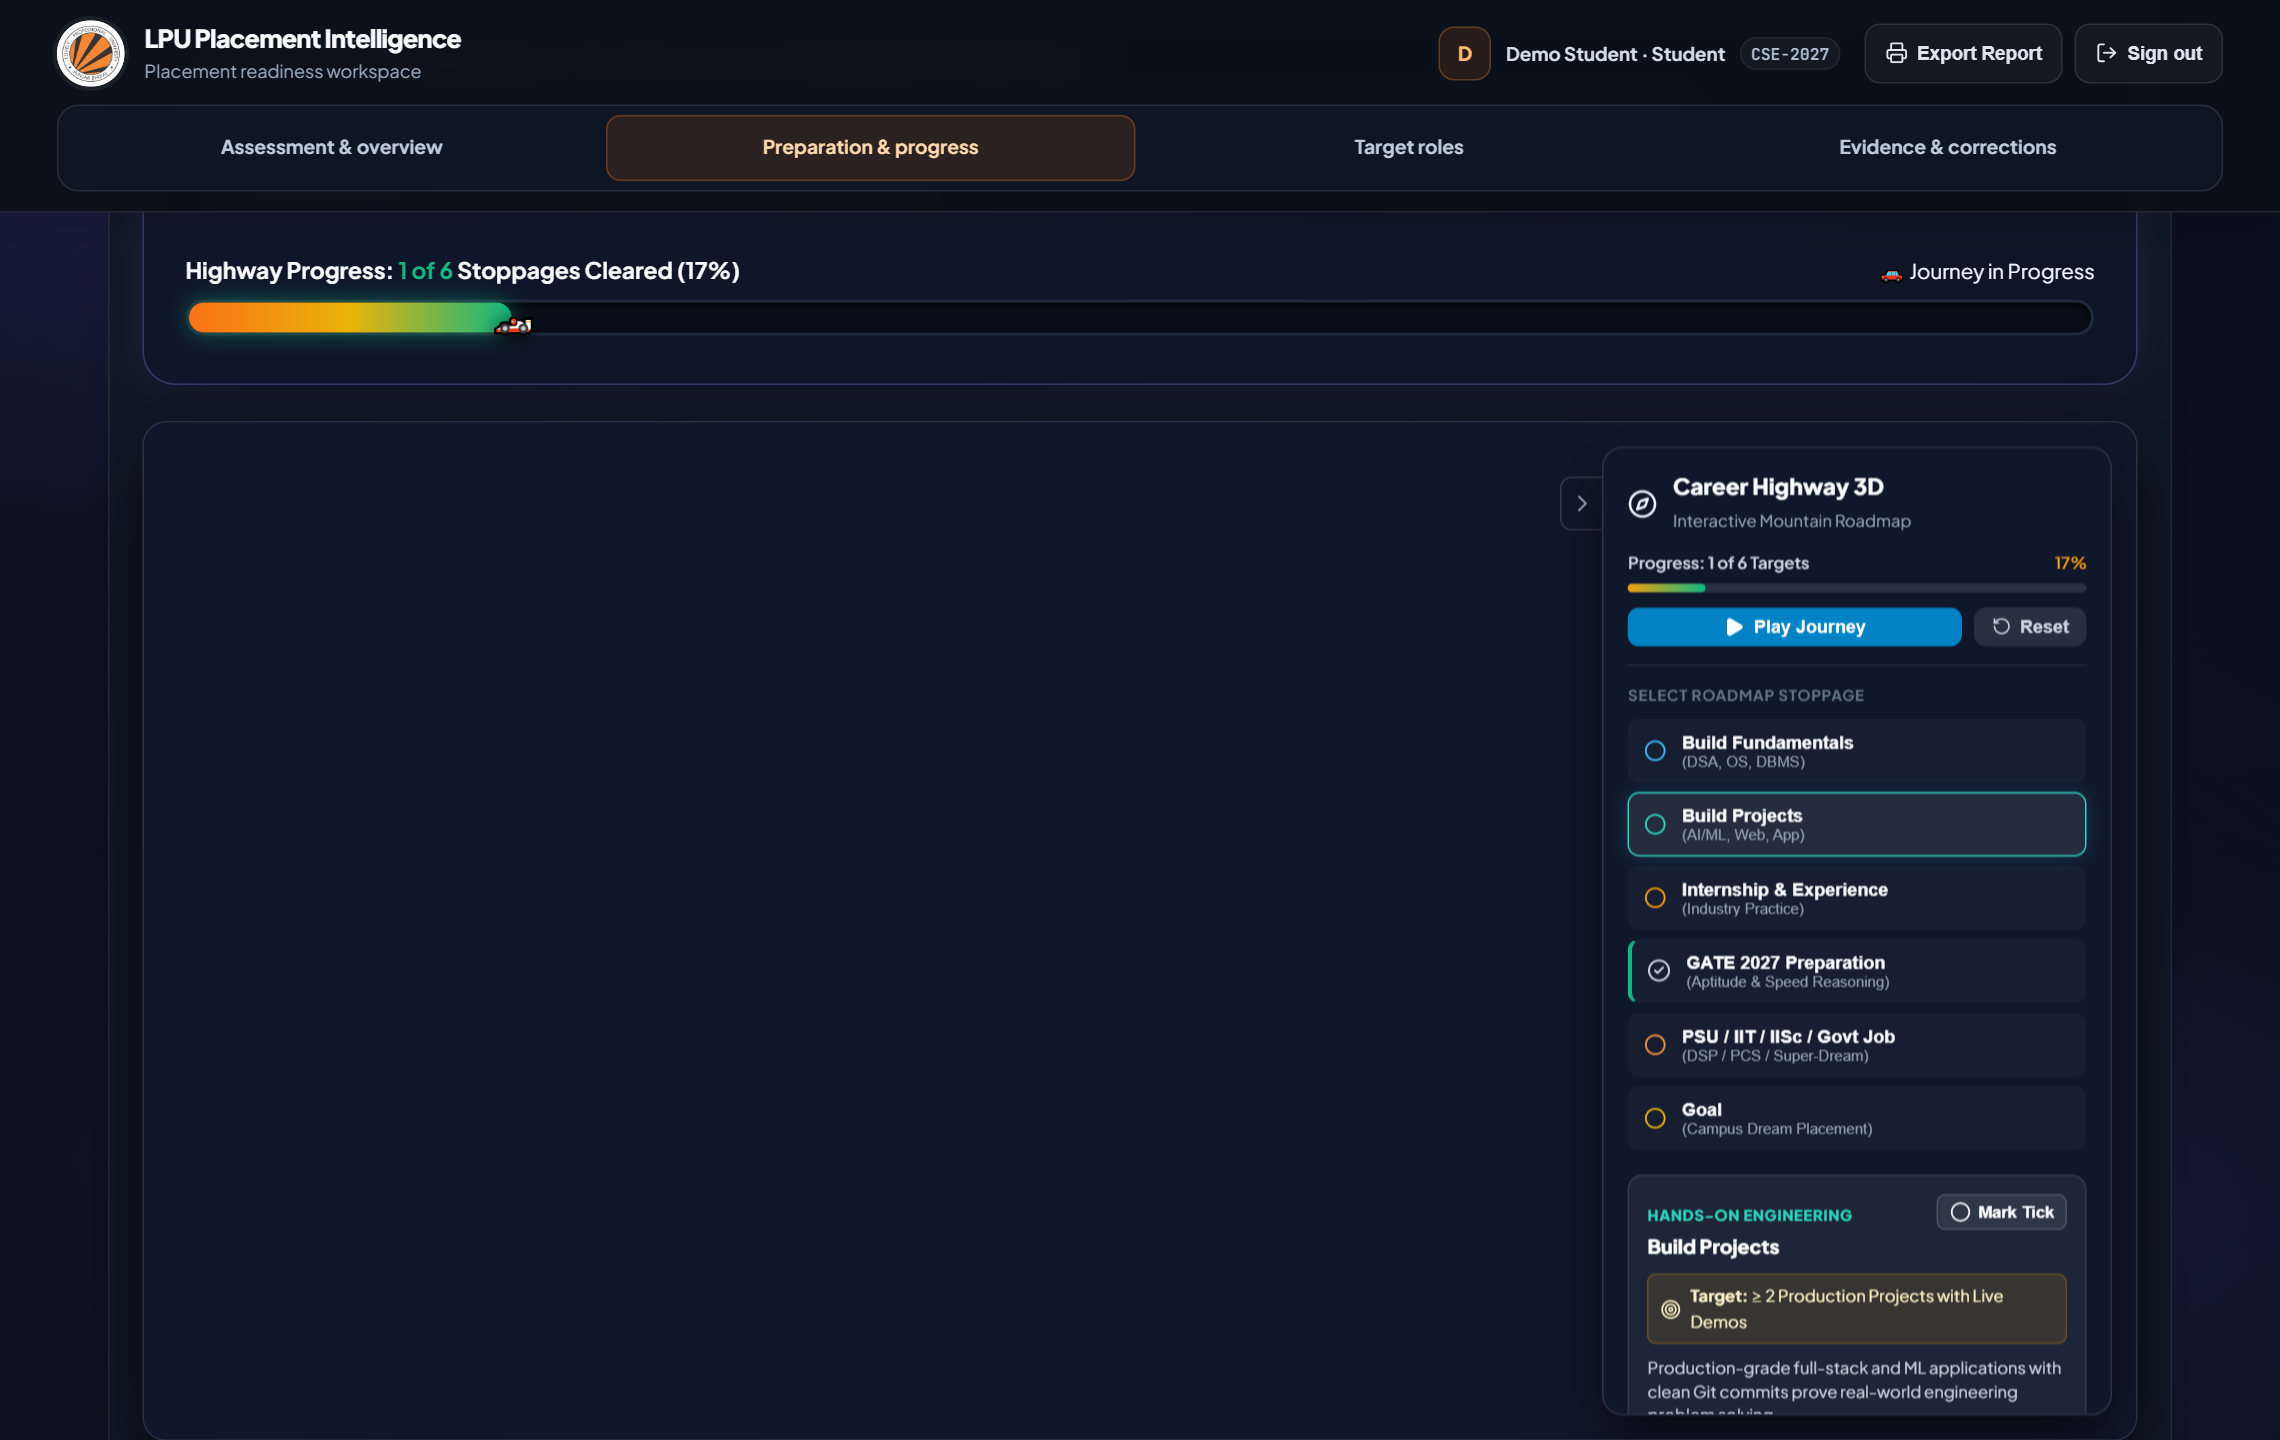 LPU Placement Intelligence
Placement readiness workspace
D
Demo Student · Student
CSE-2027
Export Report
Sign out
Assessment & overview
Preparation & progress
Target roles
Evidence & corrections
Highway Progress: 1 of 6 Stoppages Cleared (17%)
Journey in Progress
Career Highway 3D
Interactive Mountain Roadmap
Progress: 1 of 6 Targets
17%
Play Journey
Reset
SELECT ROADMAP STOPPAGE
Build Fundamentals
(DSA, OS, DBMS)
Build Projects
(AI/ML, Web, App)
Internship & Experience
(Industry Practice)
GATE 2027 Preparation
(Aptitude & Speed Reasoning)
PSU / IIT / IISc / Govt Job
(DSP / PCS / Super-Dream)
Goal
(Campus Dream Placement)
HANDS-ON ENGINEERING
Mark Tick
Build Projects
Target: ≥ 2 Production Projects with Live
Demos
Production-grade full-stack and ML applications with
clean Git commits prove real-world engineering
problem solving